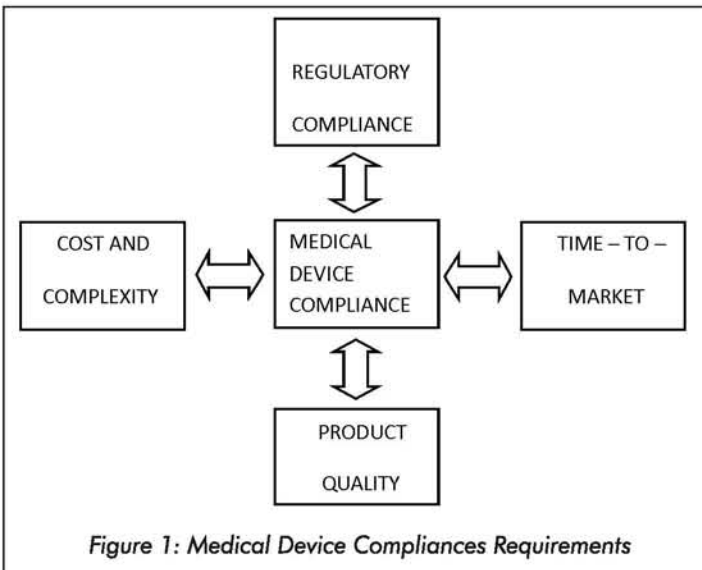 REGULATORY
COMPLIANCE
COST AND
COMPLEXITY
MEDICAL
DEVICE
COMPLIANCE
TIME – TO –
MARKET
PRODUCT
QUALITY
Figure 1: Medical Device Compliances Requirements